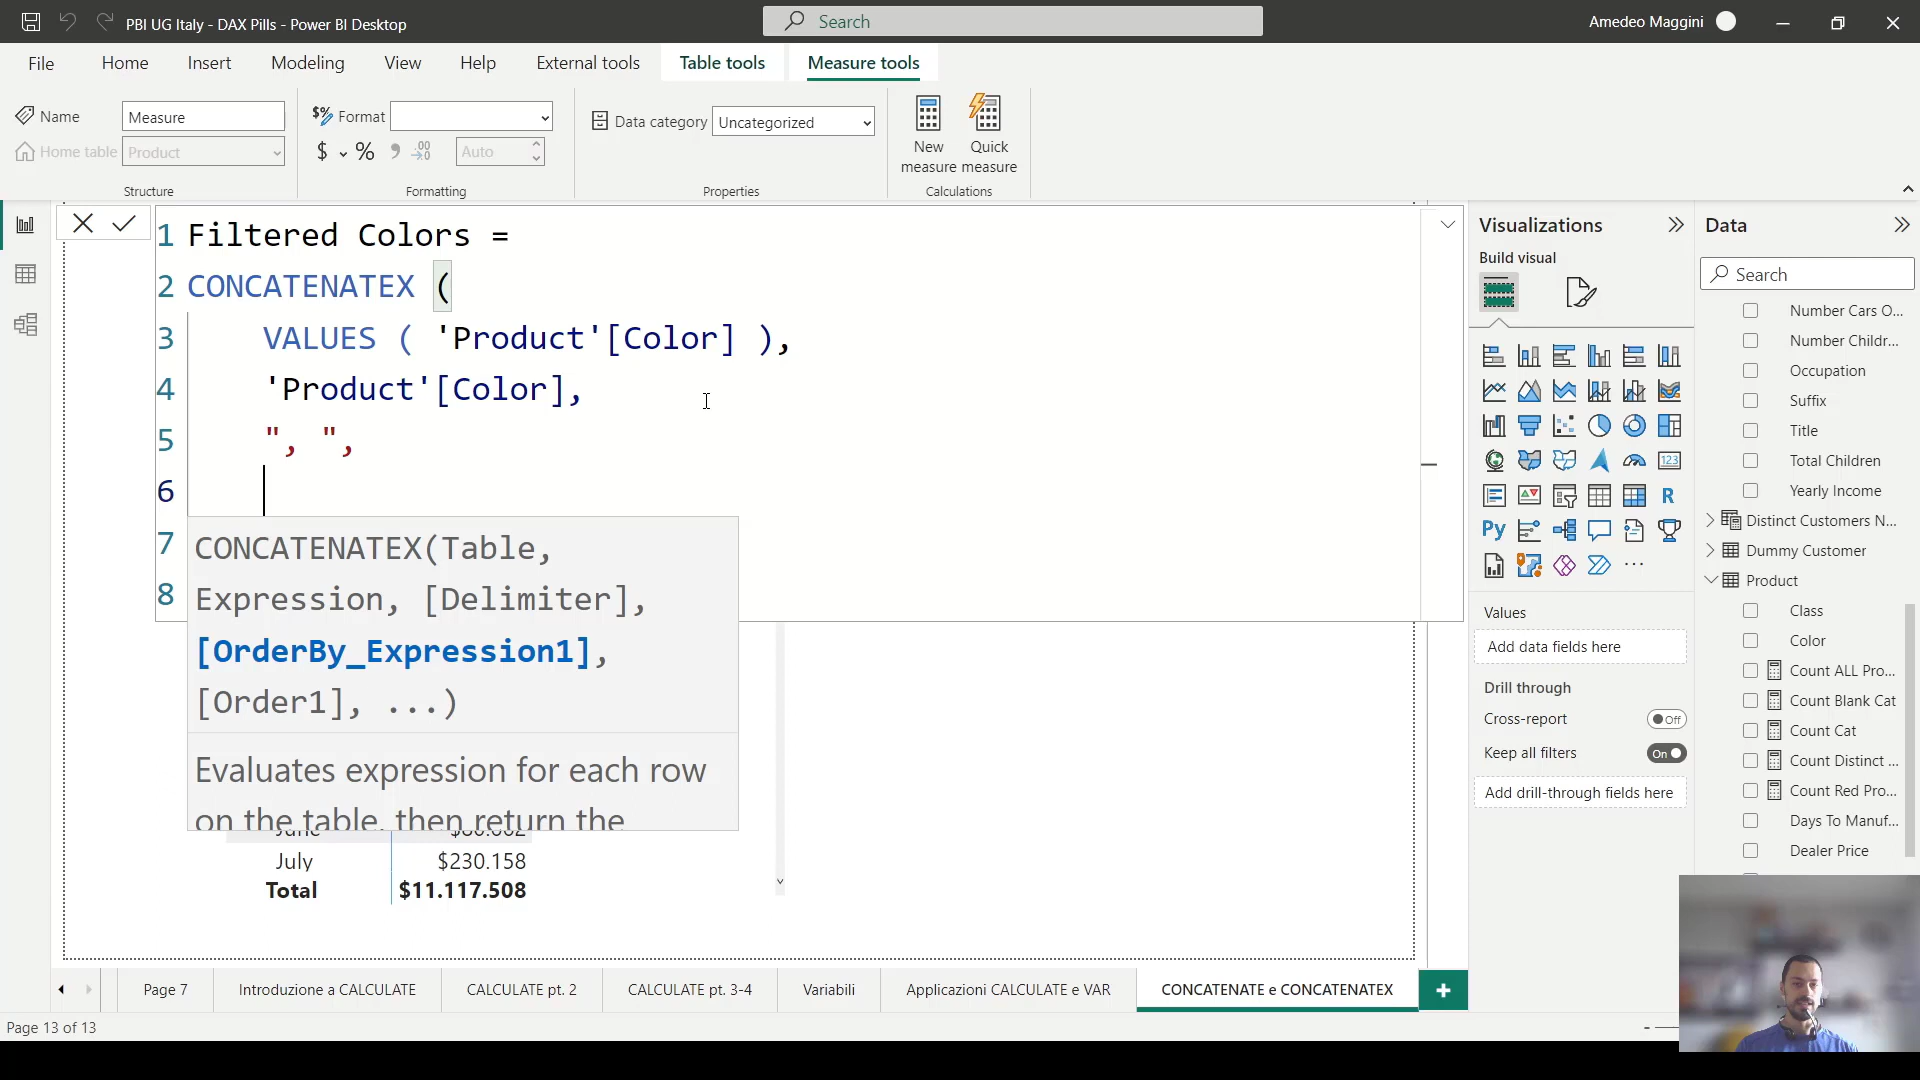 PBI UG Italy - DAX Pills - Power BI Desktop
Search
Amedeo Maggini
File
Home
Insert
Modeling
View
Help
External tools
Table tools
Measure tools
Name
Measure
Home table
Product
Structure
Format
$
%
Auto
Formatting
Data category
Uncategorized
Properties
New measure
Quick measure
Calculations
1 Filtered Colors =
2 CONCATENATEX (
3 VALUES ( 'Product'[Color] ),
4 'Product'[Color],
5 ", ",
6
7
8
CONCATENATEX(Table,
Expression, [Delimiter],
[OrderBy_Expression1],
[Order1], ...)
Evaluates expression for each row
on the table, then return the
July $230.158
Total $11.117.508
Visualizations
Build visual
123
R
Py
Values
Add data fields here
Drill through
Cross-report
Off
Keep all filters
On
Add drill-through fields here
Data
Search
Number Cars O...
Number Childr...
Occupation
Suffix
Title
Total Children
Yearly Income
Distinct Customers N...
Dummy Customer
Product
Class
Color
Count ALL Pro...
Count Blank Cat
Count Cat
Count Distinct ...
Count Red Pro...
Days To Manuf...
Dealer Price
Page 7
Introduzione a CALCULATE
CALCULATE pt. 2
CALCULATE pt. 3-4
Variabili
Applicazioni CALCULATE e VAR
CONCATENATE e CONCATENATEX
Page 13 of 13